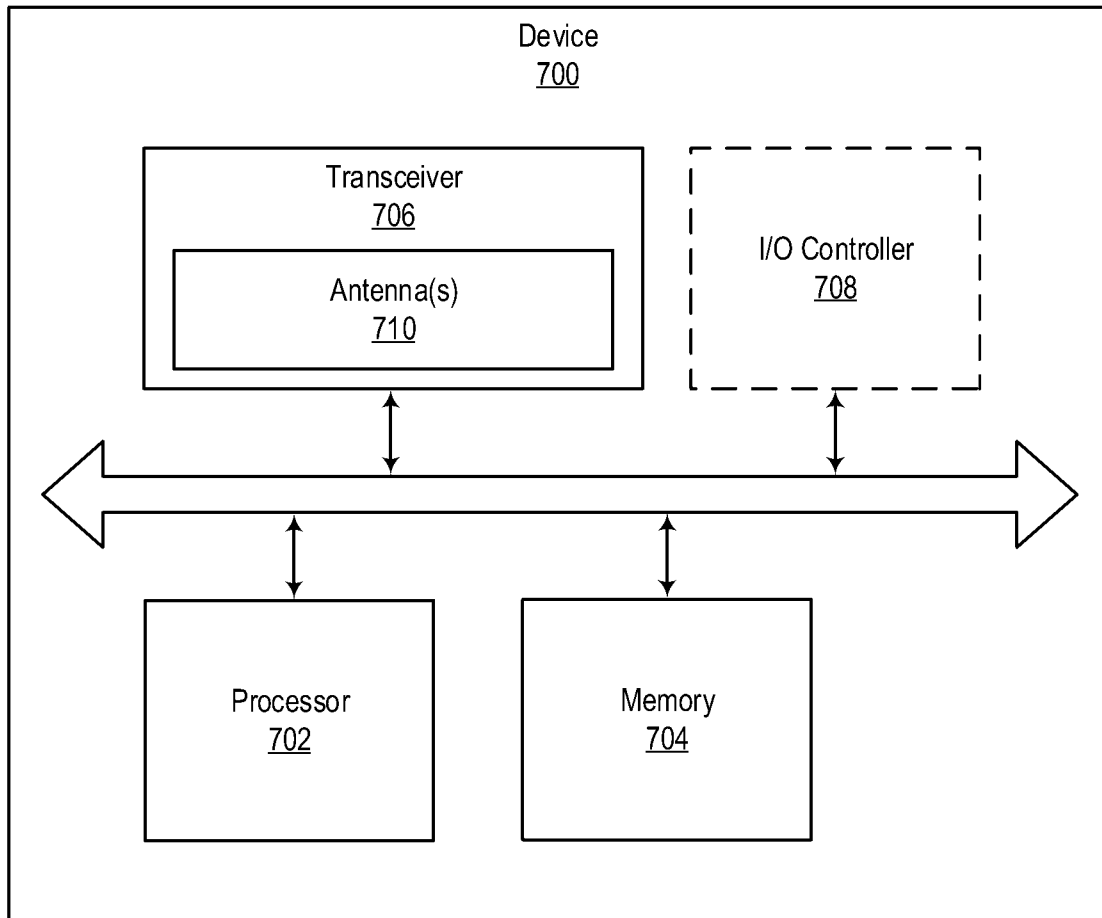 Device
700
Transceiver
706
Antenna(s)
710
I/O Controller
708
Processor
702
Memory
704